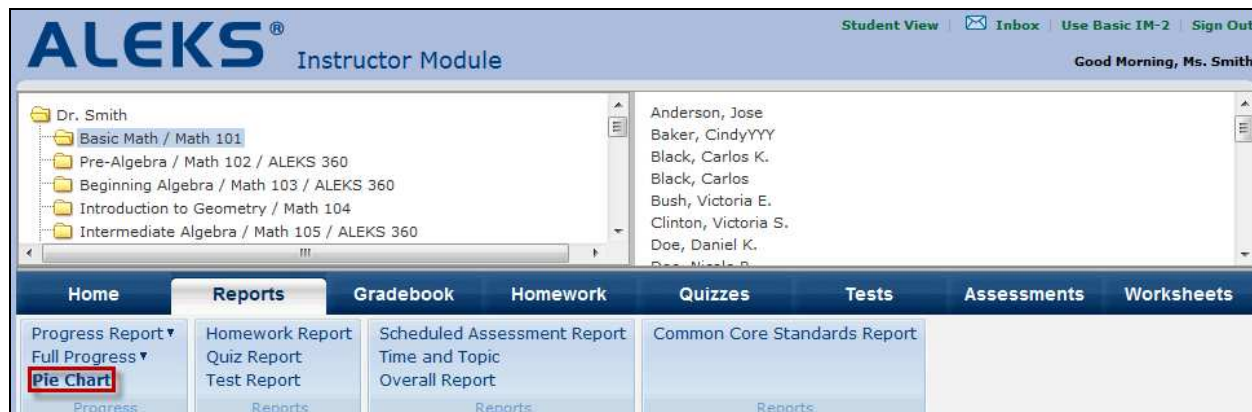 Student View | Inbox | Use Basic IM-2 | Sign Out
ALEKS® Instructor Module
Good Morning, Ms. Smith
Dr. Smith
Basic Math / Math 101
Pre-Algebra / Math 102 / ALEKS 360
Beginning Algebra / Math 103 / ALEKS 360
Introduction to Geometry / Math 104
Intermediate Algebra / Math 105 / ALEKS 360
Anderson, Jose
Baker, CindyYYY
Black, Carlos K.
Black, Carlos
Bush, Victoria E.
Clinton, Victoria S.
Doe, Daniel K.
Home Reports Gradebook Homework Quizzes Tests Assessments Worksheets
Progress Report
Full Progress
Pie Chart
Progress
Homework Report
Quiz Report
Test Report
Reports
Scheduled Assessment Report
Time and Topic
Overall Report
Reports
Common Core Standards Report
Reports